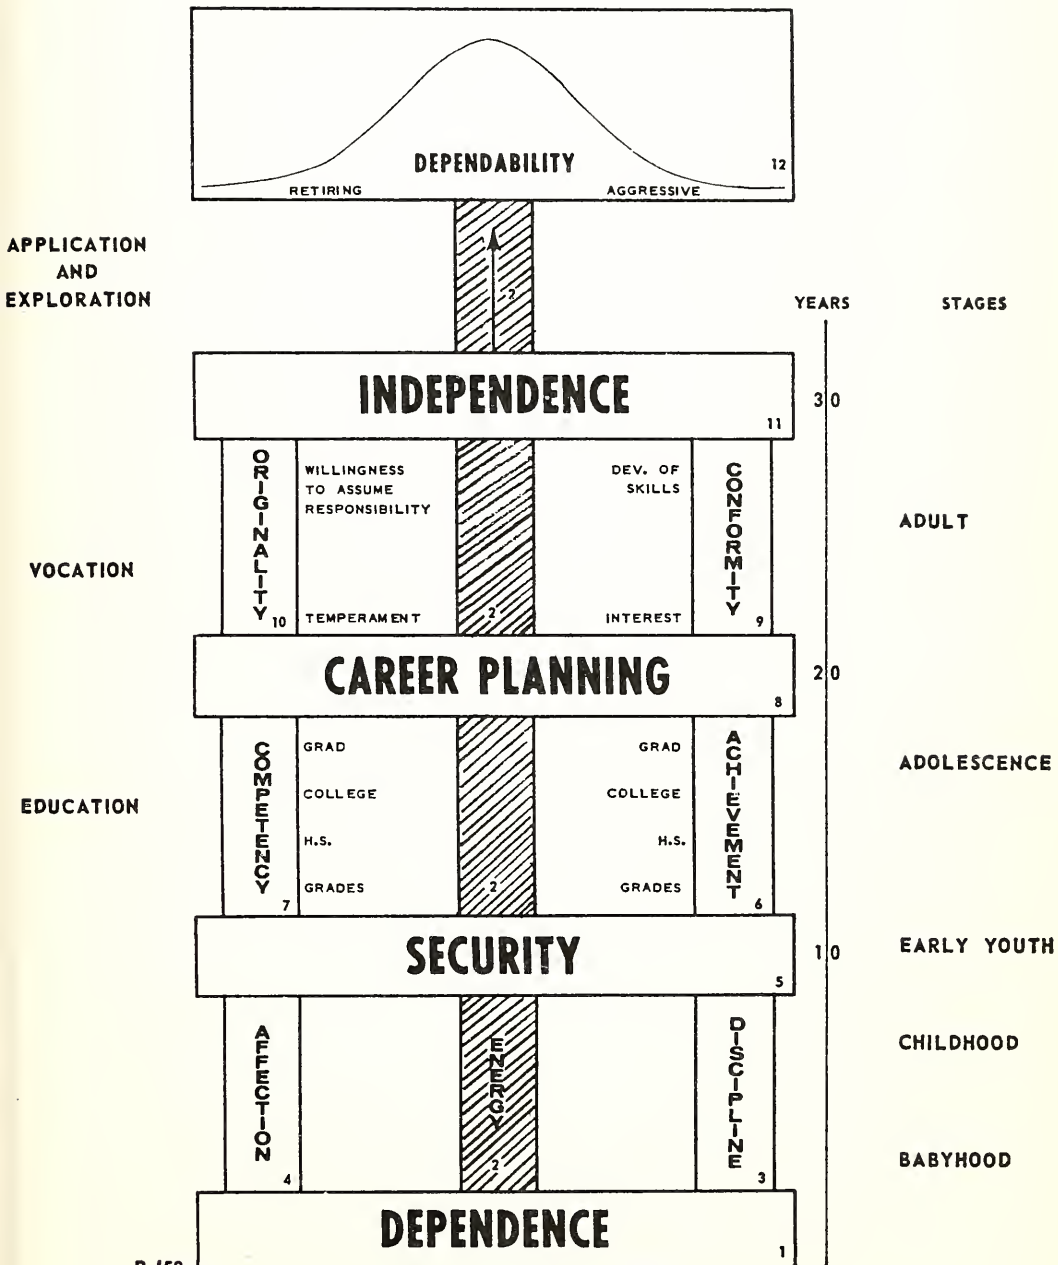 DEPENDABILITY
12
RETIRING
AGGRESSIVE
APPLICATION
AND
EXPLORATION
2
YEARS
STAGES
INDEPENDENCE
11
30
ORIGINALITY
10
WILLINGNESS
TO ASSUME
RESPONSIBILITY
TEMPERAMENT
2
DEV. OF
SKILLS
INTEREST
CONFORMITY
9
ADULT
VOCATION
CAREER PLANNING
8
20
COMPETENCY
7
GRAD
COLLEGE
H.S.
GRADES
2
GRAD
COLLEGE
H.S.
GRADES
ACHIEVEMENT
6
ADOLESCENCE
EDUCATION
SECURITY
5
10
EARLY YOUTH
AFFECTION
4
ENERGY
2
DISCIPLINE
3
CHILDHOOD
BABYHOOD
DEPENDENCE
1